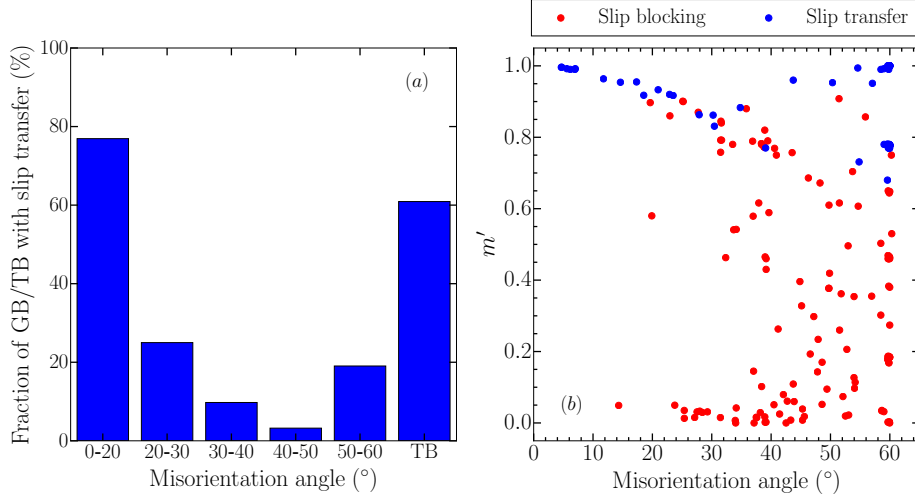 Fraction of GB/TB with slip transfer (%)
100
80
60
40
20
0
(a)
0-20 20-30 30-40 40-50 50-60 TB
Misorientation angle (°)
Slip blocking Slip transfer
m′
1.0
0.8
0.6
0.4
0.2
0.0
(b)
0 10 20 30 40 50 60
Misorientation angle (°)